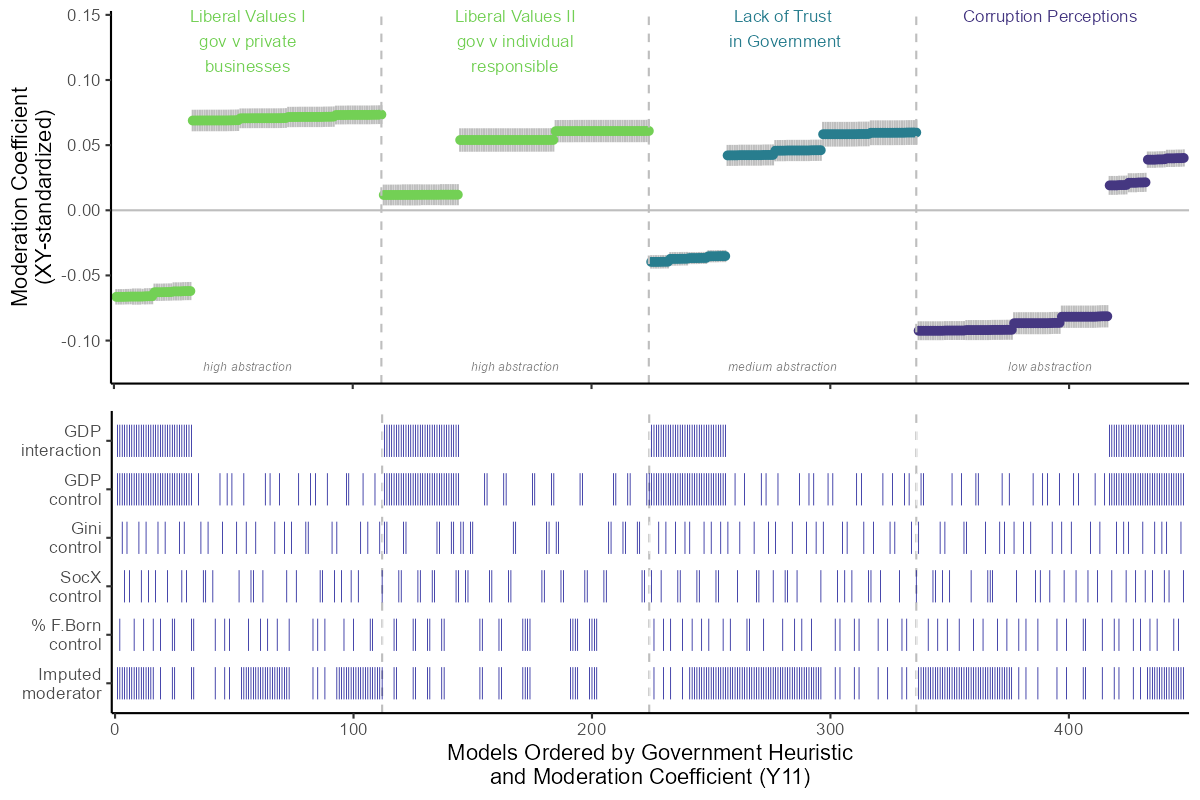 Liberal Values I
gov v private
businesses
Liberal Values II
gov v individual
responsible
Lack of Trust
in Government
Corruption Perceptions
Moderation Coefficient
(XY-standardized)
0.15
0.10
0.05
0.00
-0.05
-0.10
high abstraction
high abstraction
medium abstraction
low abstraction
GDP
interaction
GDP
control
Gini
control
SocX
control
% F.Born
control
Imputed
moderator
0
100
200
300
400
Models Ordered by Government Heuristic
and Moderation Coefficient (Y11)